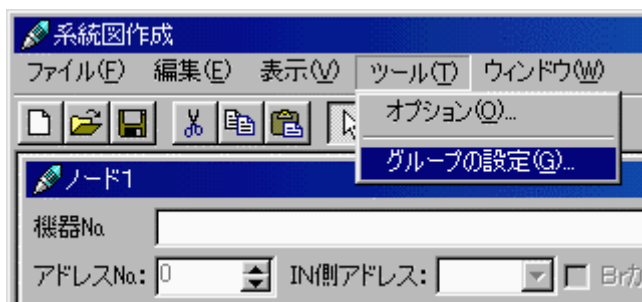 系統図作成
ファイル(F) 編集(E) 表示(V) ツール(T) ウィンドウ(W)
オプション(O)...
グループの設定(G)...
ノード1
機器No.
アドレスNo.: 0 IN側アドレス: Br